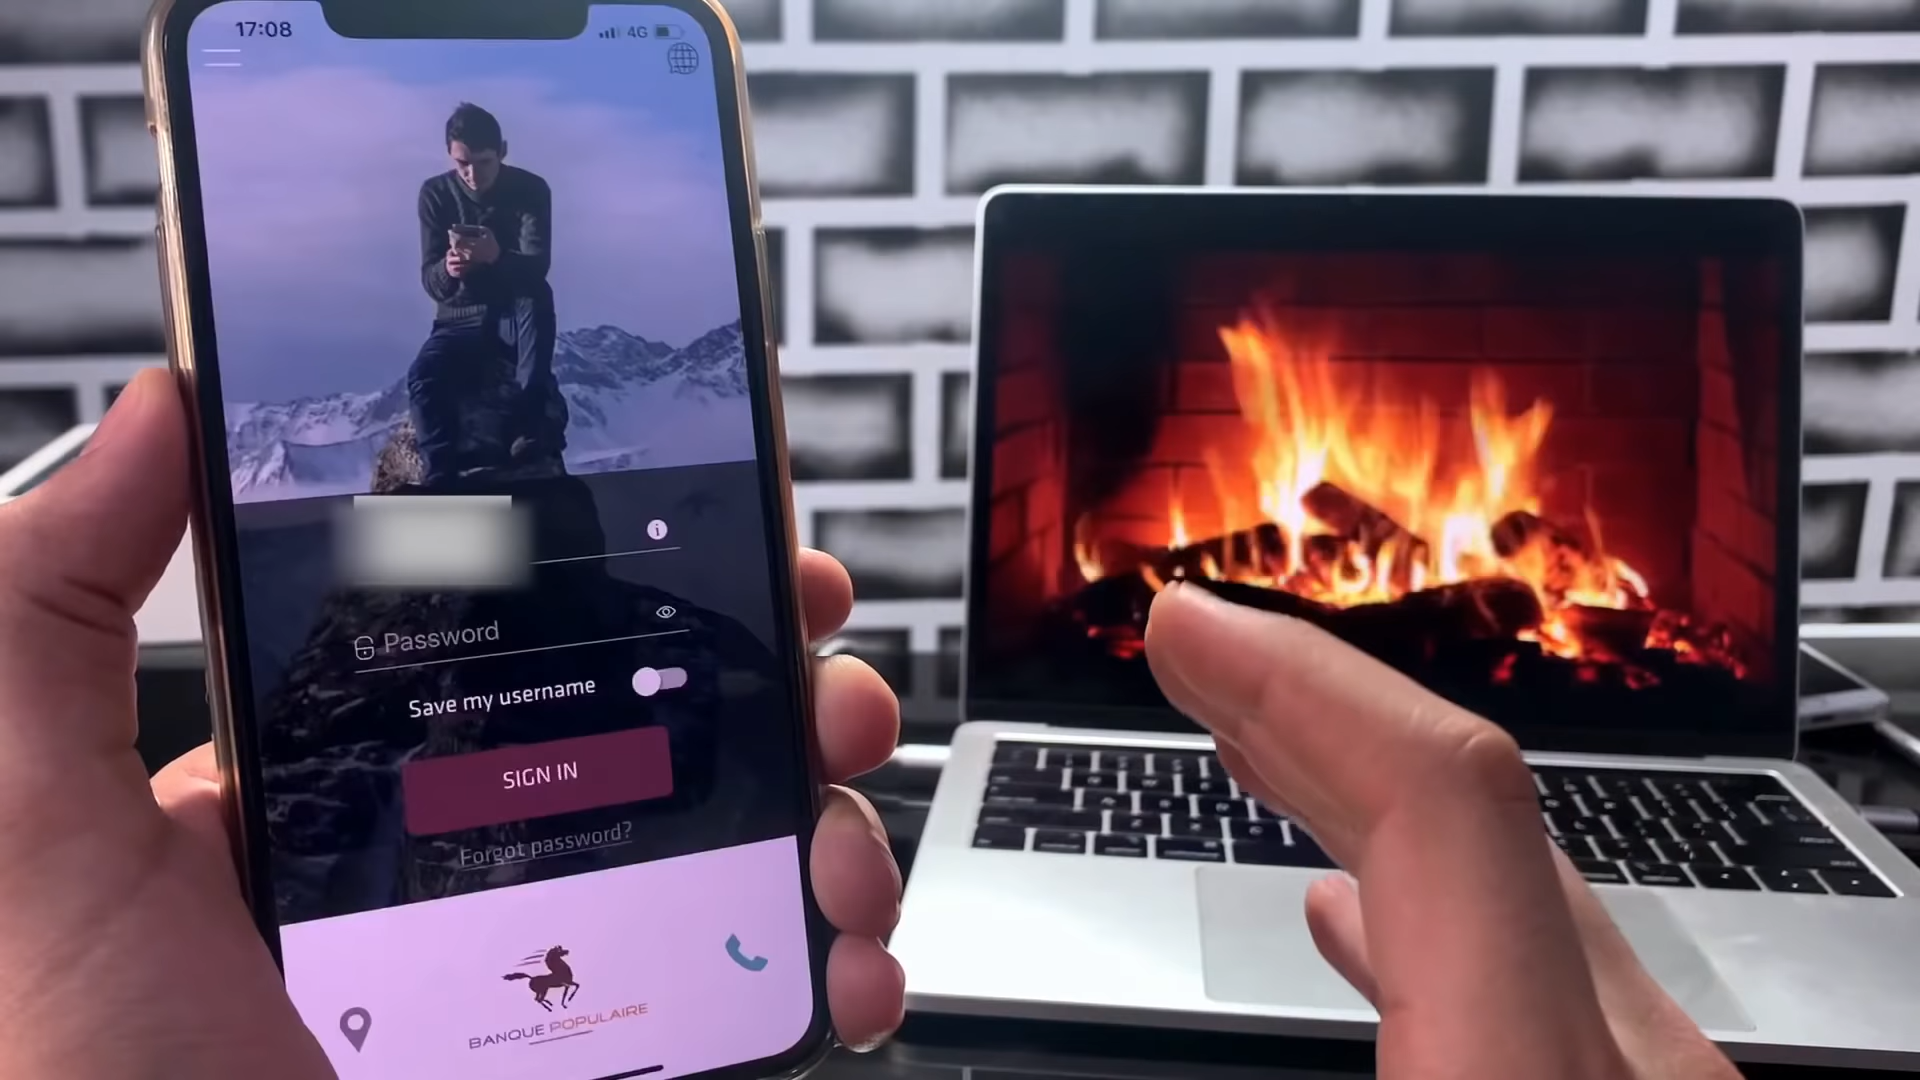 17:08
4G
Password
Save my username
SIGN IN
Forgot password?
BANQUE POPULAIRE